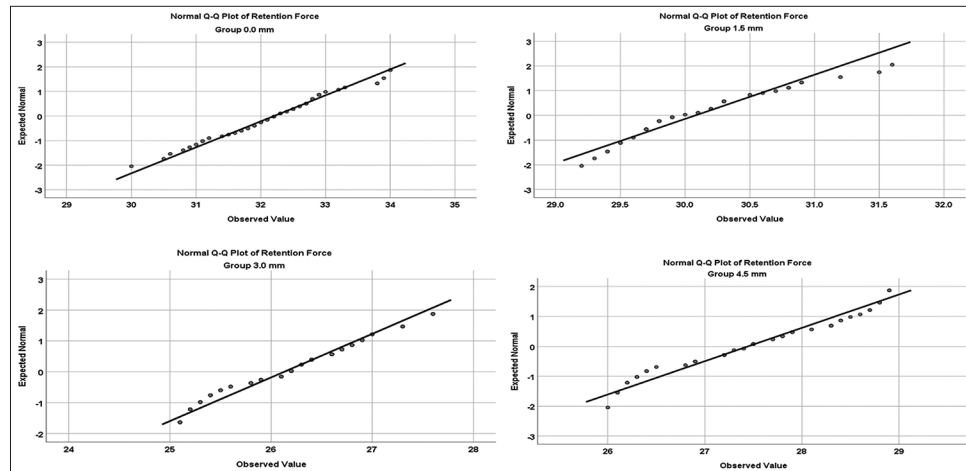 Normal Q-Q Plot of Retention Force
Group 0.0 mm
3
2
1
0
-1
-2
-3
Expected Normal
29 30 31 32 33 34 35
Observed Value
Normal Q-Q Plot of Retention Force
Group 1.5 mm
3
2
1
0
-1
-2
-3
Expected Normal
29.0 29.5 30.0 30.5 31.0 31.5 32.0
Observed Value
Normal Q-Q Plot of Retention Force
Group 3.0 mm
3
2
1
0
-1
-2
Expected Normal
24 25 26 27 28
Observed Value
Normal Q-Q Plot of Retention Force
Group 4.5 mm
2
1
0
-1
-2
-3
Expected Normal
26 27 28 29
Observed Value